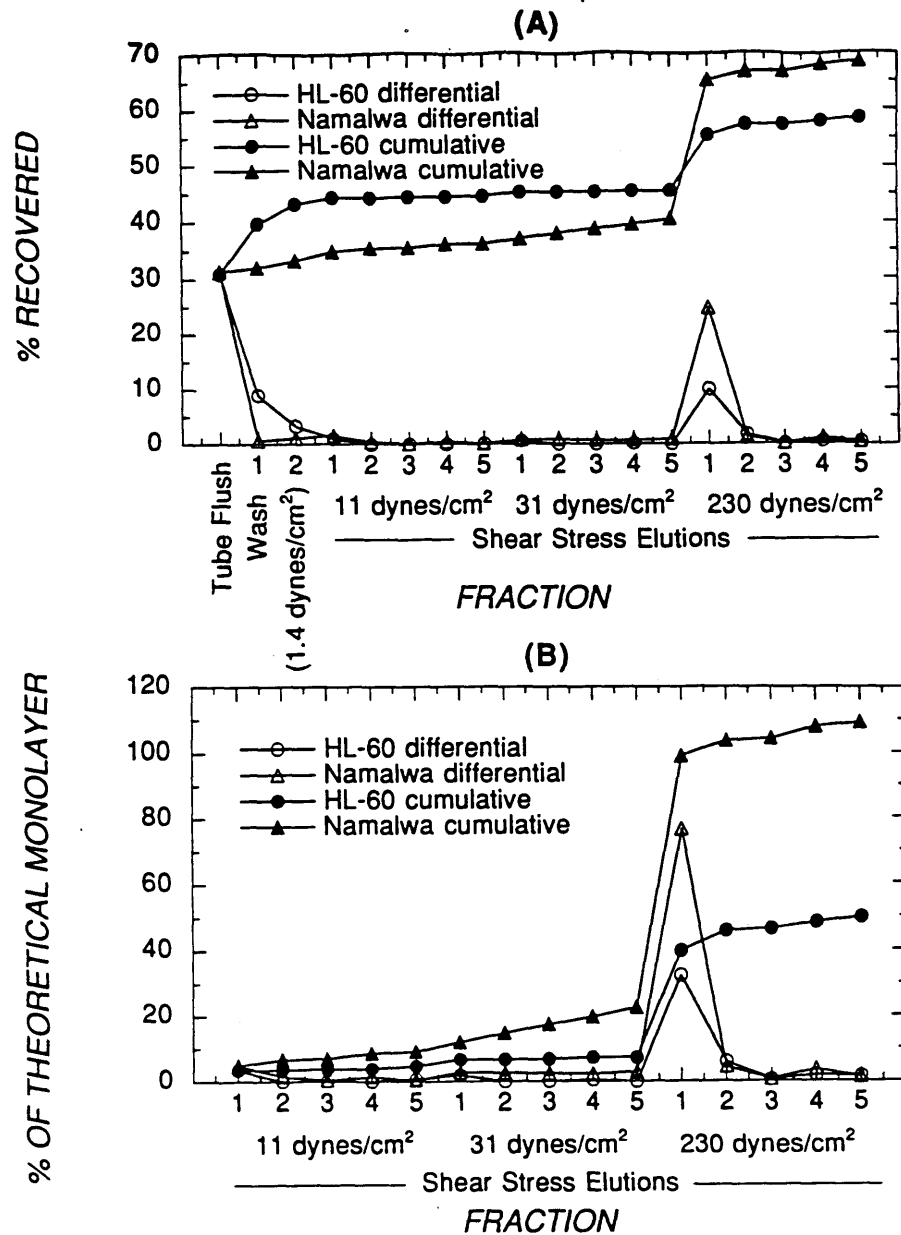 (A)
% RECOVERED
70
60
50
40
30
20
10
0
HL-60 differential
Namalwa differential
HL-60 cumulative
Namalwa cumulative
Tube Flush
Wash
(1.4 dynes/cm²)
1 2 1 2 3 4 5 1 2 3 4 5 1 2 3 4 5
11 dynes/cm² 31 dynes/cm² 230 dynes/cm²
Shear Stress Elutions
FRACTION
(B)
% OF THEORETICAL MONOLAYER
120
100
80
60
40
20
0
HL-60 differential
Namalwa differential
HL-60 cumulative
Namalwa cumulative
1 2 3 4 5 1 2 3 4 5 1 2 3 4 5
11 dynes/cm² 31 dynes/cm² 230 dynes/cm²
Shear Stress Elutions
FRACTION